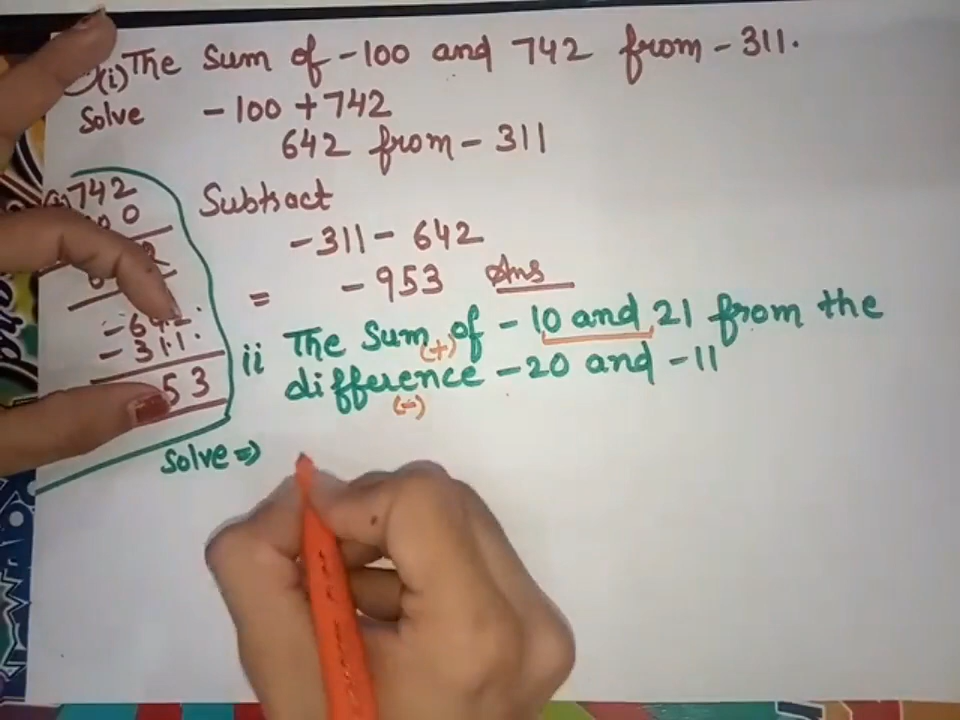 (i) The Sum of -100 and 742 from -311.
Solve -100 + 742
642 from - 311
Subtract
-311 - 642
= -953 Ans
742
0
- 311
53
ii The Sum of - 10 and 21 from the
(+)
difference - 20 and - 11
(-)
Solve ⇒